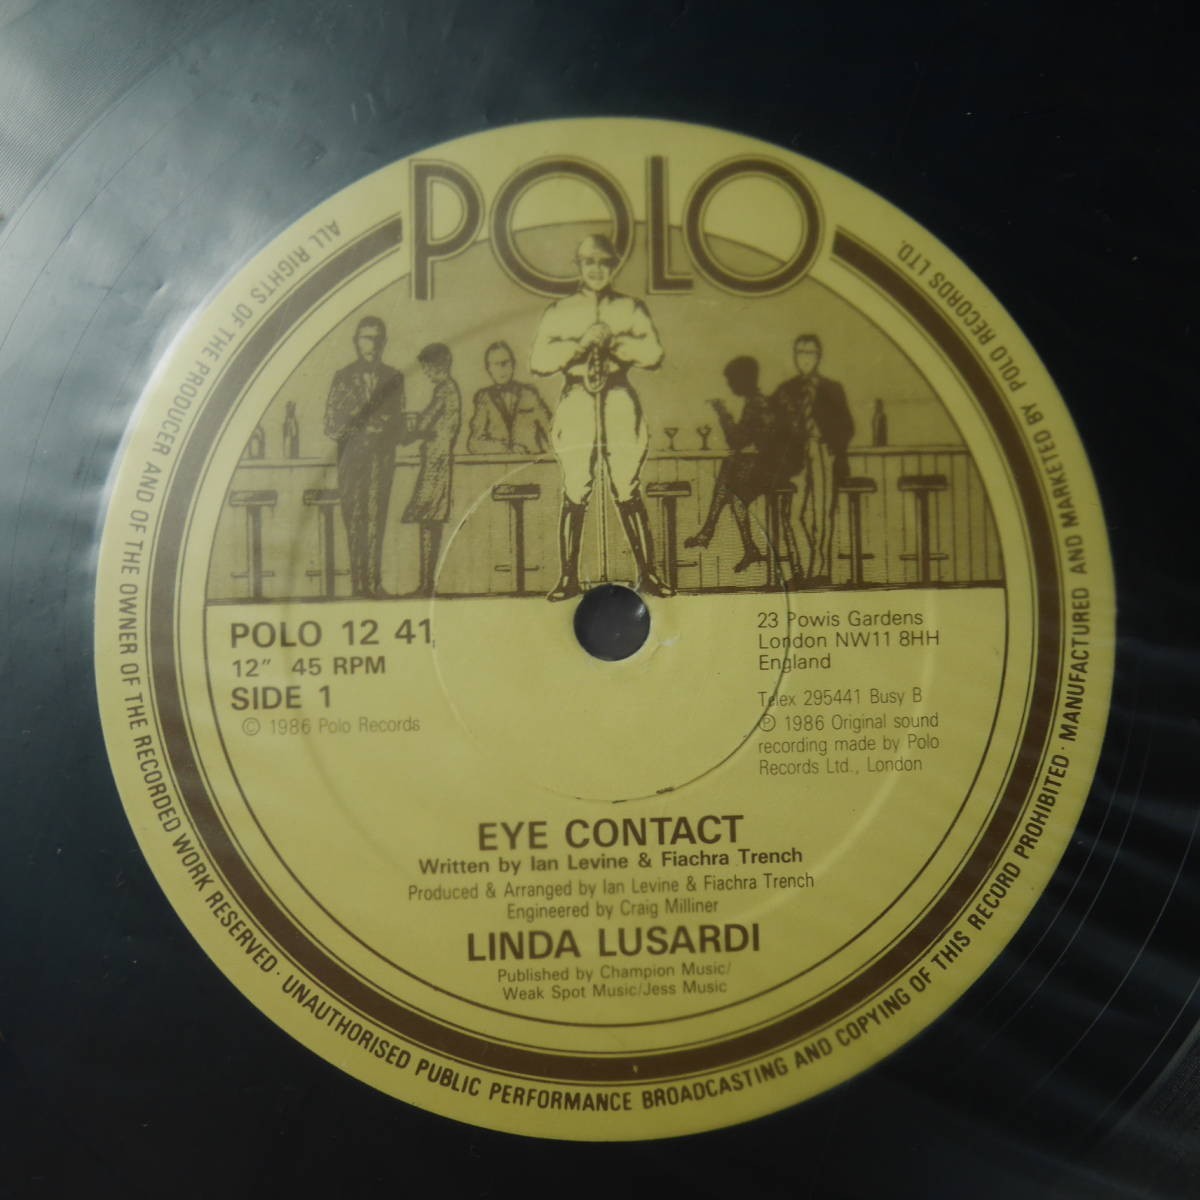 POLO
POLO 12 41
12" 45 RPM
SIDE 1
© 1986 Polo Records
23 Powis Gardens
London NW11 8HH
England
Telex 295441 Busy B
℗ 1986 Original sound
recording made by Polo
Records Ltd., London
EYE CONTACT
Written by Ian Levine & Fiachra Trench
Produced & Arranged by Ian Levine & Fiachra Trench
Engineered by Craig Milliner
LINDA LUSARDI
Published by Champion Music/
Weak Spot Music/Jess Music
ALL RIGHTS OF THE PRODUCER AND OF THE OWNER OF THE RECORDED WORK RESERVED · UNAUTHORISED PUBLIC PERFORMANCE BROADCASTING AND COPYING OF THIS RECORD PROHIBITED · MANUFACTURED AND MARKETED BY POLO RECORDS LTD.